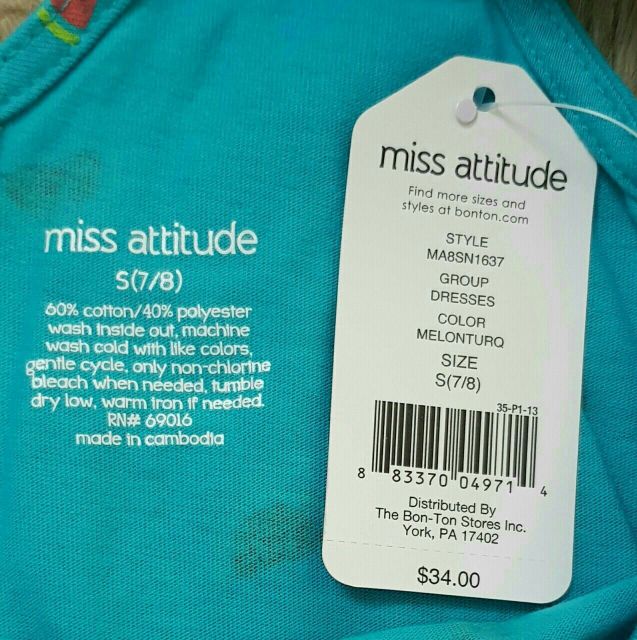 miss attitude
S(7/8)
60% cotton/40% polyester
wash inside out, machine
wash cold with like colors,
gentle cycle, only non-chlorine
bleach when needed, tumble
dry low, warm iron if needed.
RN# 69016
made in cambodia
miss attitude
Find more sizes and
styles at bonton.com
STYLE
MA8SN1637
GROUP
DRESSES
COLOR
MELONTURQ
SIZE
S(7/8)
35-P1-13
8 83370 04971 4
Distributed By
The Bon-Ton Stores Inc.
York, PA 17402
$34.00